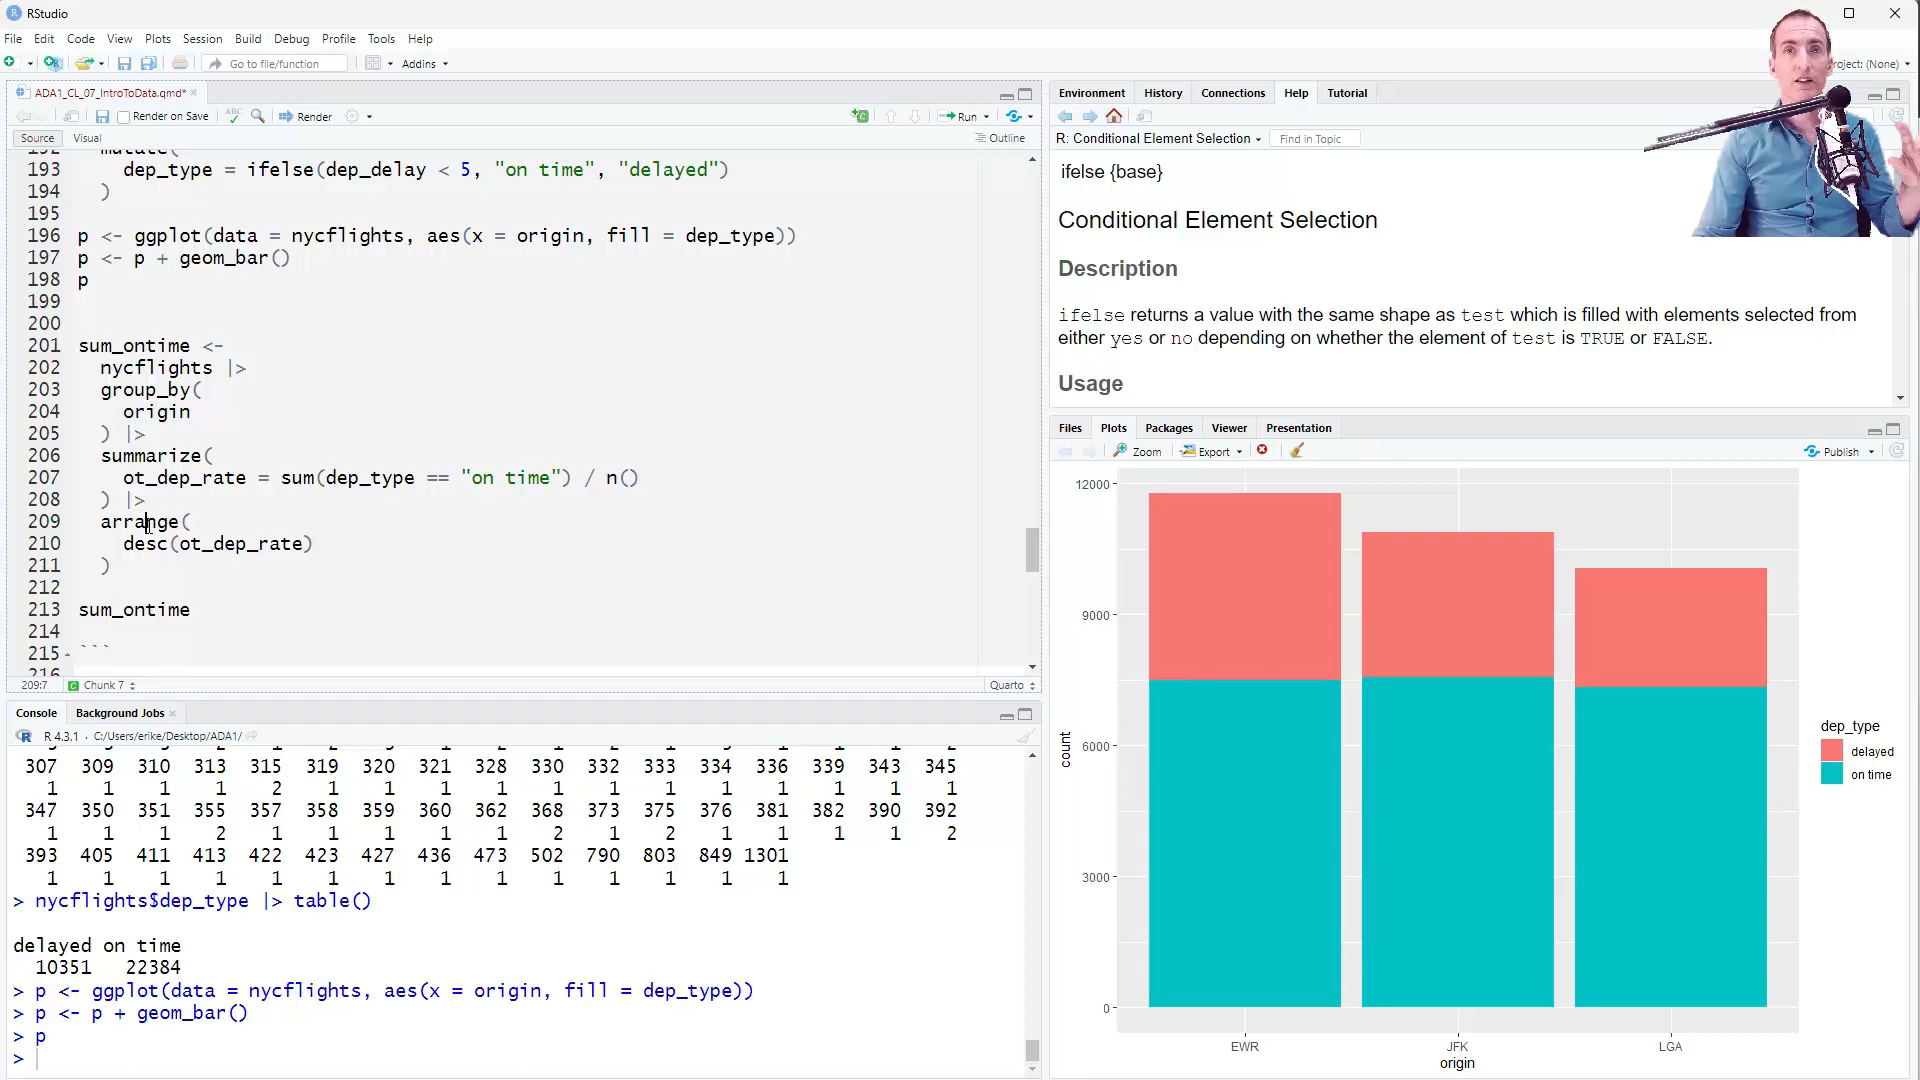 RStudio
File Edit Code View Plots Session Build Debug Profile Tools Help
Go to file/function
Addins
roject: (None)
ADA1_CL_07_IntroToData.qmd*
Render on Save
Render
Run
Source Visual
Outline
192 mutate(
193 dep_type = ifelse(dep_delay < 5, "on time", "delayed")
194 )
195
196 p <- ggplot(data = nycflights, aes(x = origin, fill = dep_type))
197 p <- p + geom_bar()
198 p
199
200
201 sum_ontime <-
202 nycflights |>
203 group_by(
204 origin
205 ) |>
206 summarize(
207 ot_dep_rate = sum(dep_type == "on time") / n()
208 ) |>
209 arrange(
210 desc(ot_dep_rate)
211 )
212
213 sum_ontime
214
215 ```
216
209:7 Chunk 7 Quarto
Console Background Jobs
R 4.3.1 · C:/Users/erike/Desktop/ADA1/
307 309 310 313 315 319 320 321 328 330 332 333 334 336 339 343 345
1 1 1 1 2 1 1 1 1 1 1 1 1 1 1 1 1
347 350 351 355 357 358 359 360 362 368 373 375 376 381 382 390 392
1 1 1 2 1 1 1 1 1 2 1 2 1 1 1 1 2
393 405 411 413 422 423 427 436 473 502 790 803 849 1301
1 1 1 1 1 1 1 1 1 1 1 1 1 1
> nycflights$dep_type |> table()
delayed on time
10351 22384
> p <- ggplot(data = nycflights, aes(x = origin, fill = dep_type))
> p <- p + geom_bar()
> p
>
Environment History Connections Help Tutorial
R: Conditional Element Selection Find in Topic
ifelse {base}
Conditional Element Selection
Description
ifelse returns a value with the same shape as test which is filled with elements selected from
either yes or no depending on whether the element of test is TRUE or FALSE.
Usage
Files Plots Packages Viewer Presentation
Zoom Export Publish
12000
9000
6000
3000
0
count
EWR JFK LGA
origin
dep_type
delayed
on time